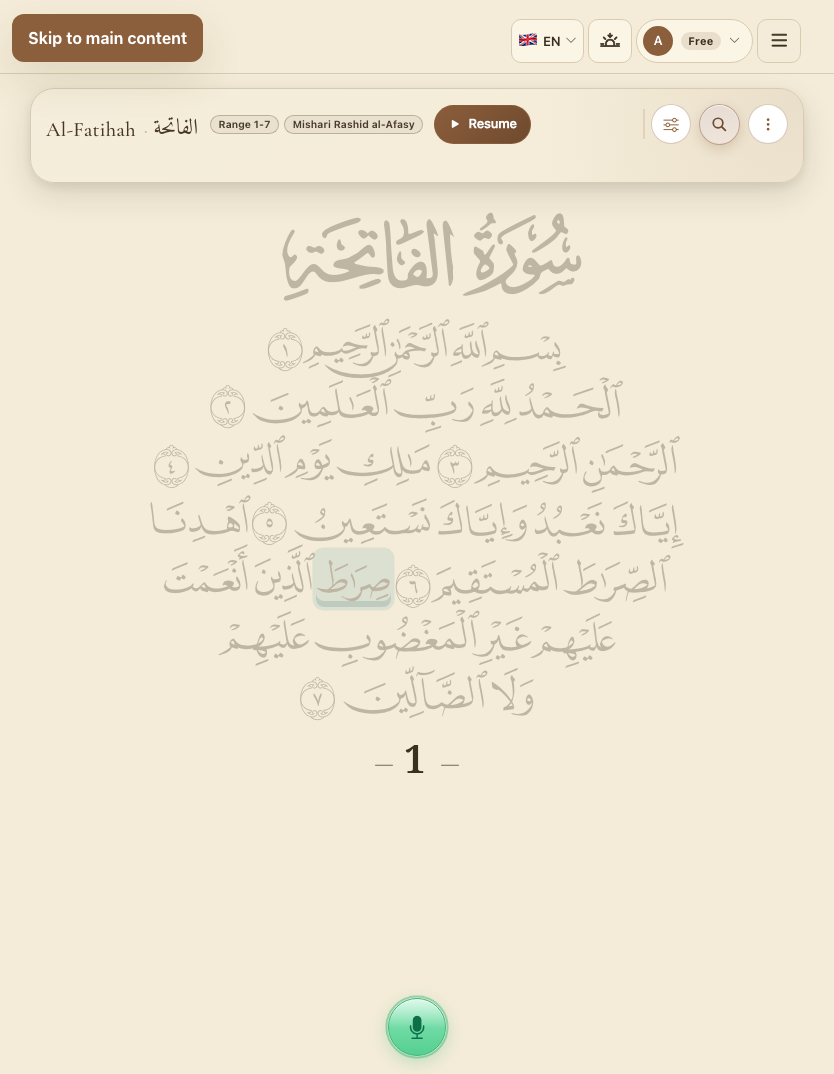 Skip to main content
EN
A Free
Al-Fatihah · الفاتحة Range 1-7 Mishari Rashid al-Afasy Resume
سُورَةُ الفَاتِحَةِ
بِسْمِ ٱللَّهِ ٱلرَّحْمَٰنِ ٱلرَّحِيمِ ١
ٱلْحَمْدُ لِلَّهِ رَبِّ ٱلْعَٰلَمِينَ ٢
ٱلرَّحْمَٰنِ ٱلرَّحِيمِ ٣ مَٰلِكِ يَوْمِ ٱلدِّينِ ٤
إِيَّاكَ نَعْبُدُ وَإِيَّاكَ نَسْتَعِينُ ٥ ٱهْدِنَا
ٱلصِّرَٰطَ ٱلْمُسْتَقِيمَ ٦ صِرَٰطَ ٱلَّذِينَ أَنْعَمْتَ
عَلَيْهِمْ غَيْرِ ٱلْمَغْضُوبِ عَلَيْهِمْ
وَلَا ٱلضَّآلِّينَ ٧
— 1 —